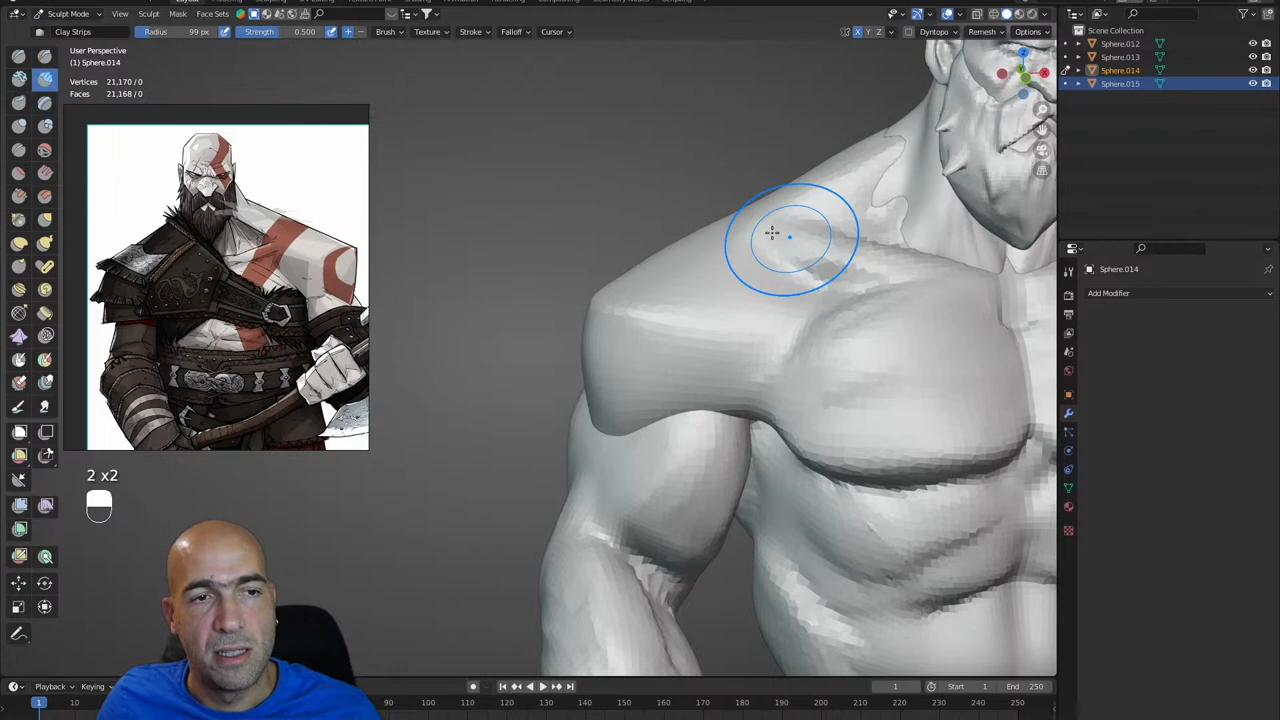 Sculpt Mode View Sculpt Mask Face Sets
Clay Strips Radius 99 px Strength 0.500 Brush Texture Stroke Falloff Cursor X Y Z Dyntopo Remesh Options
User Perspective
(1) Sphere.014
Vertices 21,170 / 0
Faces 21,168 / 0
2 x2
Scene Collection
Sphere.012
Sphere.013
Sphere.014
Sphere.015
Sphere.014
Add Modifier
Playback Keying 1 Start 1 End 250
1 10 100 110 120 130 140 150 160 170 180 190 200 210 220 230 240 250